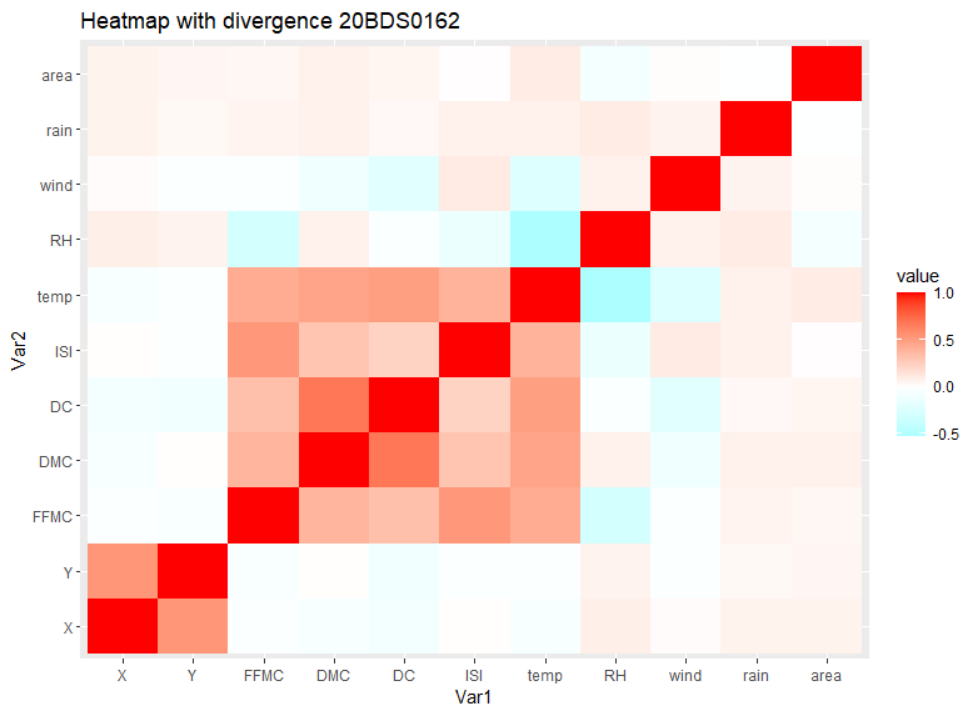 Heatmap with divergence 20BDS0162
area
rain
wind
RH
temp
ISI
DC
DMC
FFMC
Y
X
Var2
X Y FFMC DMC DC ISI temp RH wind rain area
Var1
value
1.0
0.5
0.0
-0.5